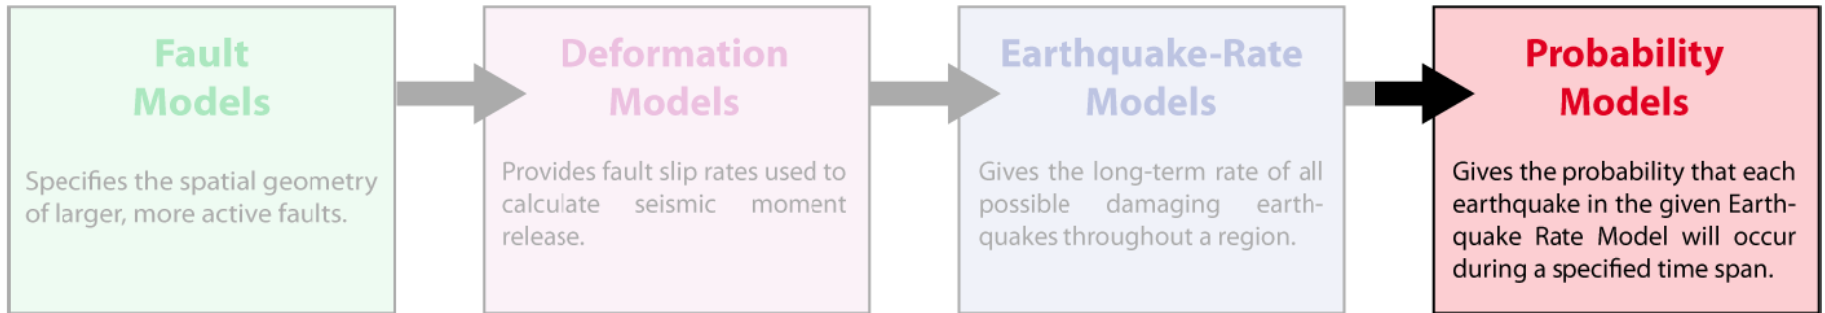 Fault
Models
Specifies the spatial geometry
of larger, more active faults.
Deformation
Models
Provides fault slip rates used to
calculate seismic moment
release.
Earthquake-Rate
Models
Gives the long-term rate of all
possible damaging earth-
quakes throughout a region.
Probability
Models
Gives the probability that each
earthquake in the given Earth-
quake Rate Model will occur
during a specified time span.